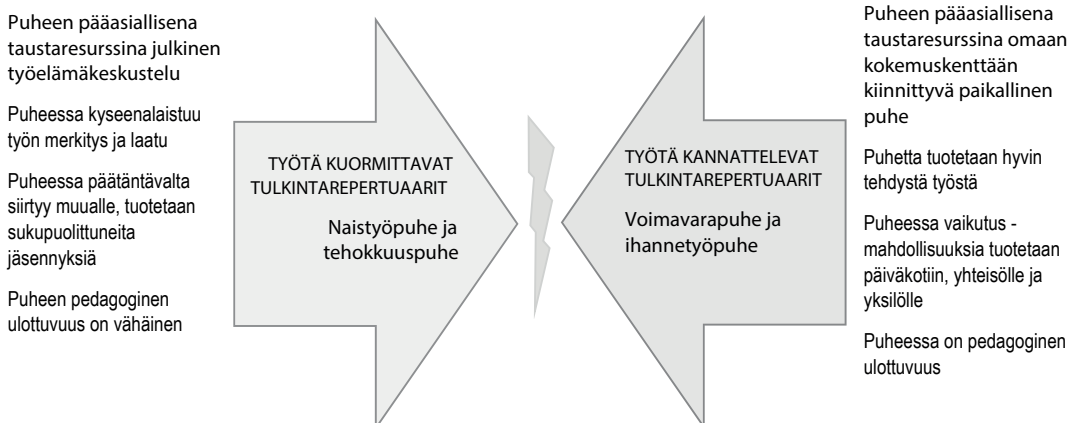 Puheen pääasiallisena
taustaresurssina julkinen
työelämäkeskustelu
Puheessa kyseenalaistuu
työn merkitys ja laatu
Puheessa päätäntävalta
siirtyy muualle, tuotetaan
sukupuolittuneita
jäsennyksiä
Puheen pedagoginen
ulottuvuus on vähäinen
TYÖTÄ KUORMITTAVAT
TULKINTAREPERTUAARIT
Naistyöpuhe ja
tehokkuuspuhe
TYÖTÄ KANNATTELEVAT
TULKINTAREPERTUAARIT
Voimavarapuhe ja
ihannetyöpuhe
Puheen pääasiallisena
taustaresurssina omaan
kokemuskenttään
kiinnittyvä paikallinen
puhe
Puhetta tuotetaan hyvin
tehdystä työstä
Puheessa vaikutus -
mahdollisuuksia tuotetaan
päiväkotiin, yhteisölle ja
yksilölle
Puheessa on pedagoginen
ulottuvuus